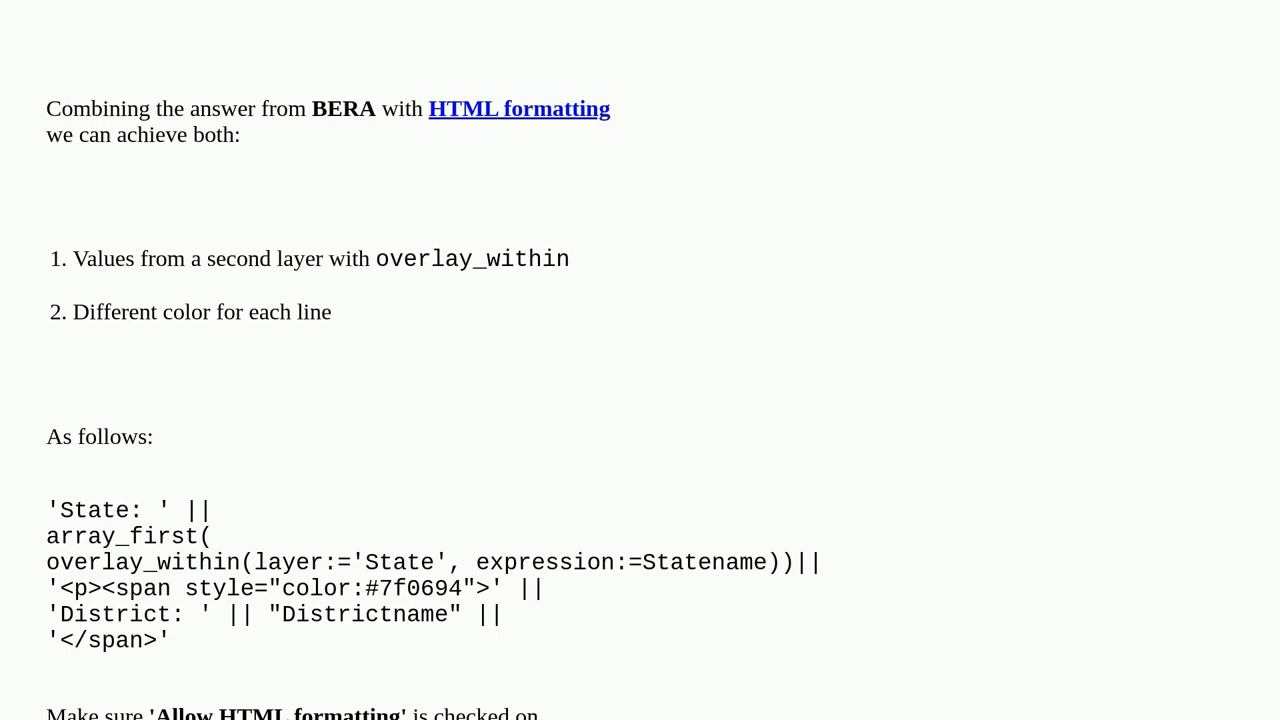 Combining the answer from BERA with HTML formatting
we can achieve both:
1. Values from a second layer with overlay_within
2. Different color for each line
As follows:
'State: ' ||
array_first(
overlay_within(layer:='State', expression:=Statename))||
'<p><span style="color:#7f0694">' ||
'District: ' || "Districtname" ||
'</span>'
Make sure 'Allow HTML formatting' is checked on